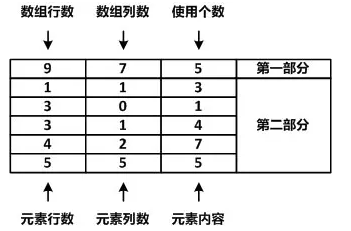 数组行数 数组列数 使用个数
9 7 5 第一部分
1 1 3
3 0 1
3 1 4 第二部分
4 2 7
5 5 5
元素行数 元素列数 元素内容